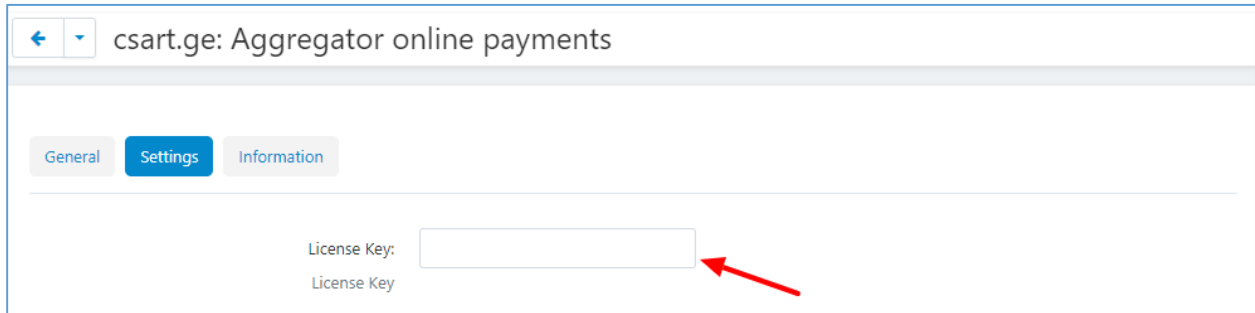 csart.ge: Aggregator online payments
General Settings Information
License Key:
License Key